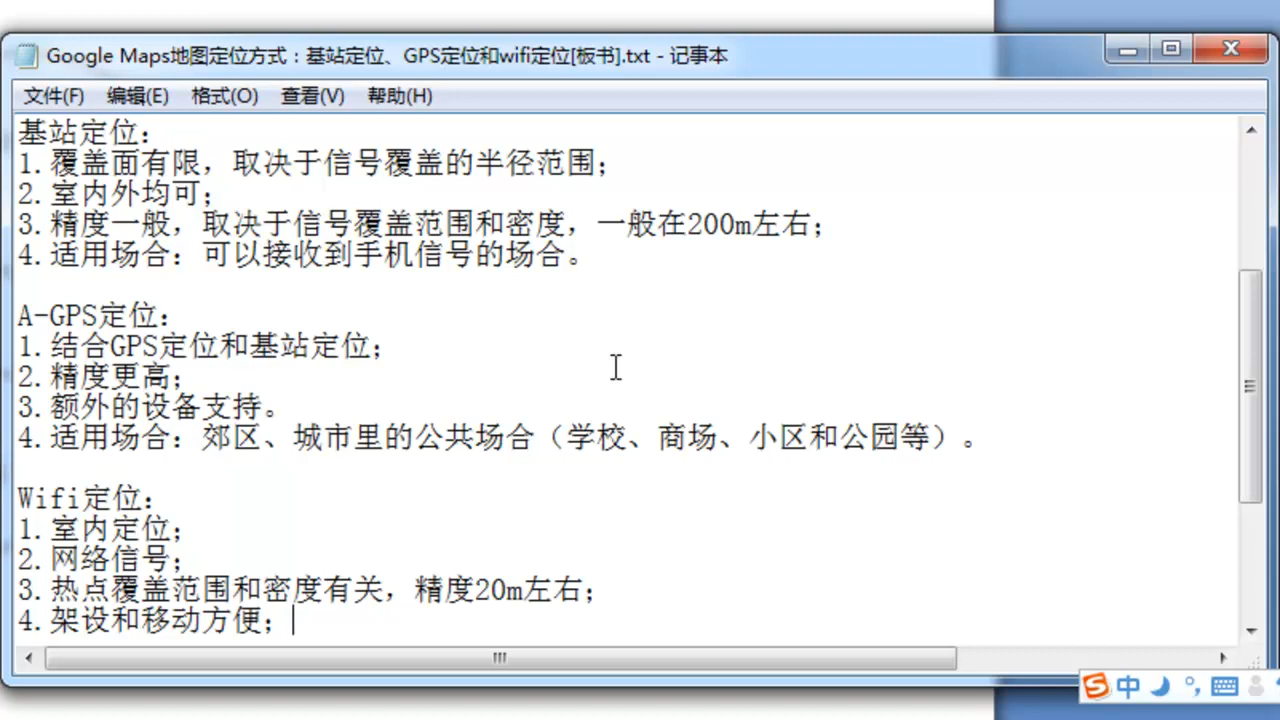 Google Maps地图定位方式：基站定位、GPS定位和wifi定位[板书].txt - 记事本
文件(F) 编辑(E) 格式(O) 查看(V) 帮助(H)
基站定位：
1.覆盖面有限，取决于信号覆盖的半径范围；
2.室内外均可；
3.精度一般，取决于信号覆盖范围和密度，一般在200m左右；
4.适用场合：可以接收到手机信号的场合。
A-GPS定位：
1.结合GPS定位和基站定位；
2.精度更高；
3.额外的设备支持。
4.适用场合：郊区、城市里的公共场合（学校、商场、小区和公园等）。
Wifi定位：
1.室内定位；
2.网络信号；
3.热点覆盖范围和密度有关，精度20m左右；
4.架设和移动方便；
中